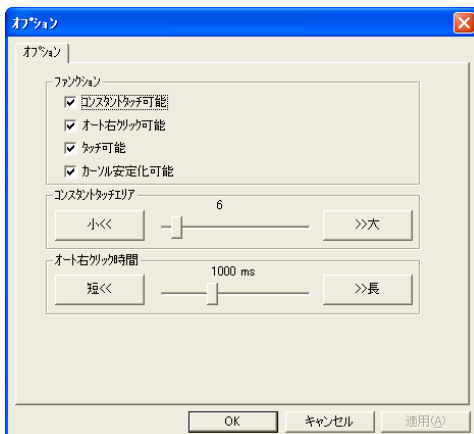 オプション
オプション
ファンクション
コンスタントタッチ可能
オート右クリック可能
タッチ可能
カーソル安定化可能
コンスタントタッチエリア
6
小<<
>>大
オート右クリック時間
1000 ms
短<<
>>長
OK
キャンセル
適用(A)